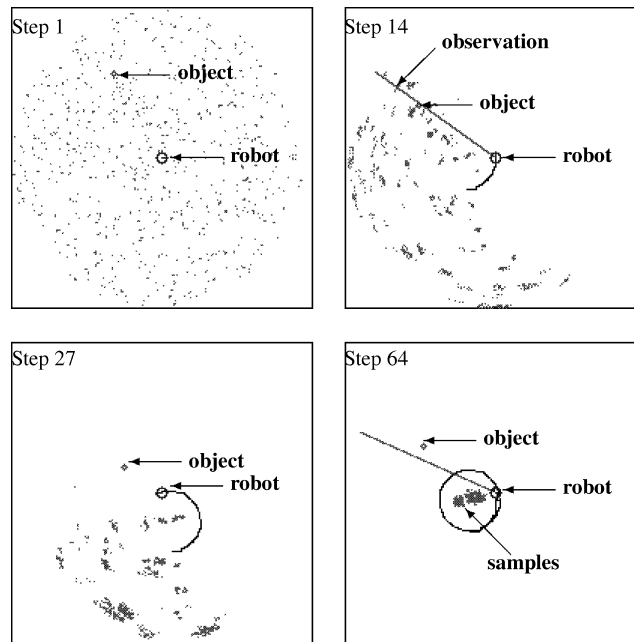 Step 1
object
robot
Step 14
observation
object
robot
Step 27
object
robot
Step 64
object
robot
samples